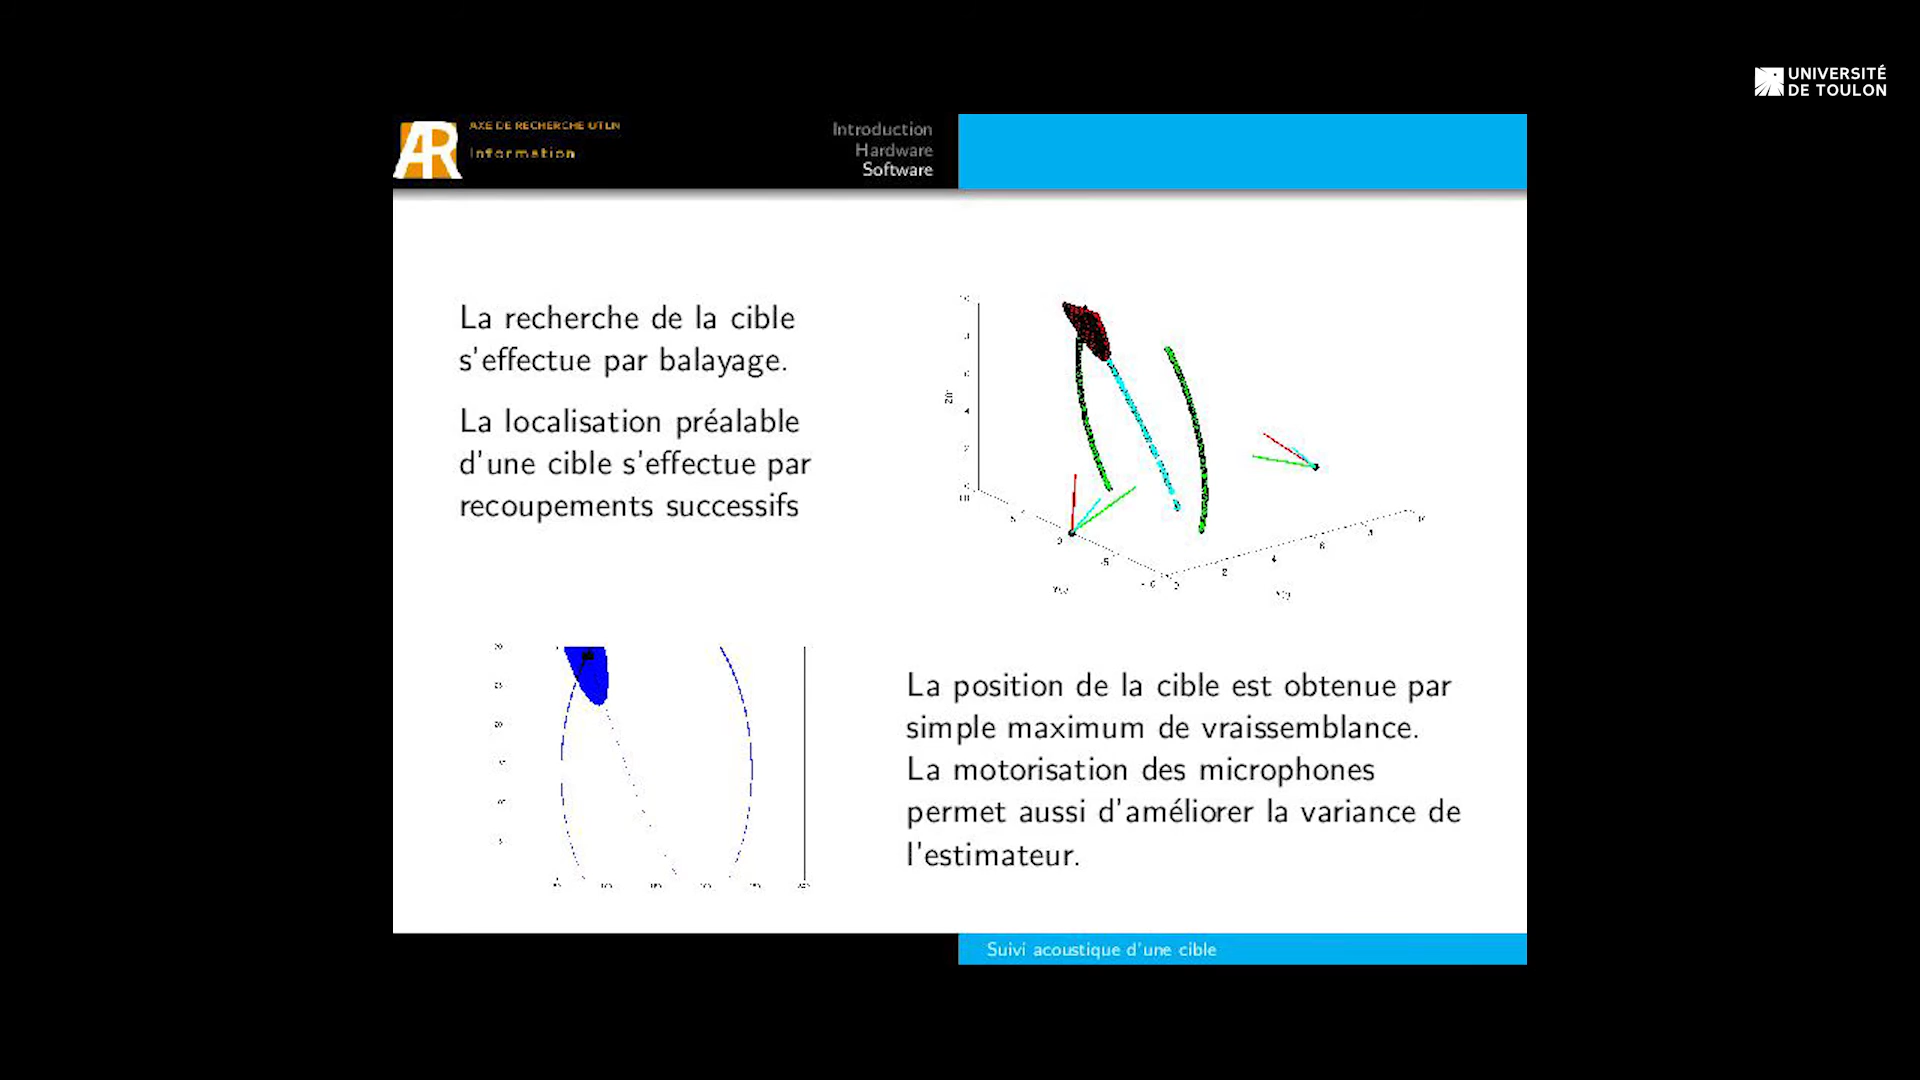 UNIVERSITÉ
DE TOULON
AXE DE RECHERCHE UTLN
Information
Introduction
Hardware
Software
La recherche de la cible
s'effectue par balayage.
La localisation préalable
d'une cible s'effectue par
recoupements successifs
La position de la cible est obtenue par
simple maximum de vraissemblance.
La motorisation des microphones
permet aussi d'améliorer la variance de
l'estimateur.
Suivi acoustique d'une cible